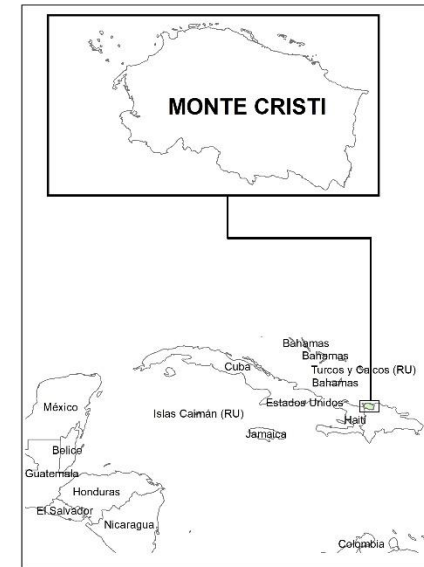 MONTE CRISTI
Bahamas
Bahamas
Cuba
Turcos y Caicos (RU)
Bahamas
México
Islas Caimán (RU)
Estados Unidos
Haití
Jamaica
Belice
Guatemala
Honduras
El Salvador
Nicaragua
Colombia